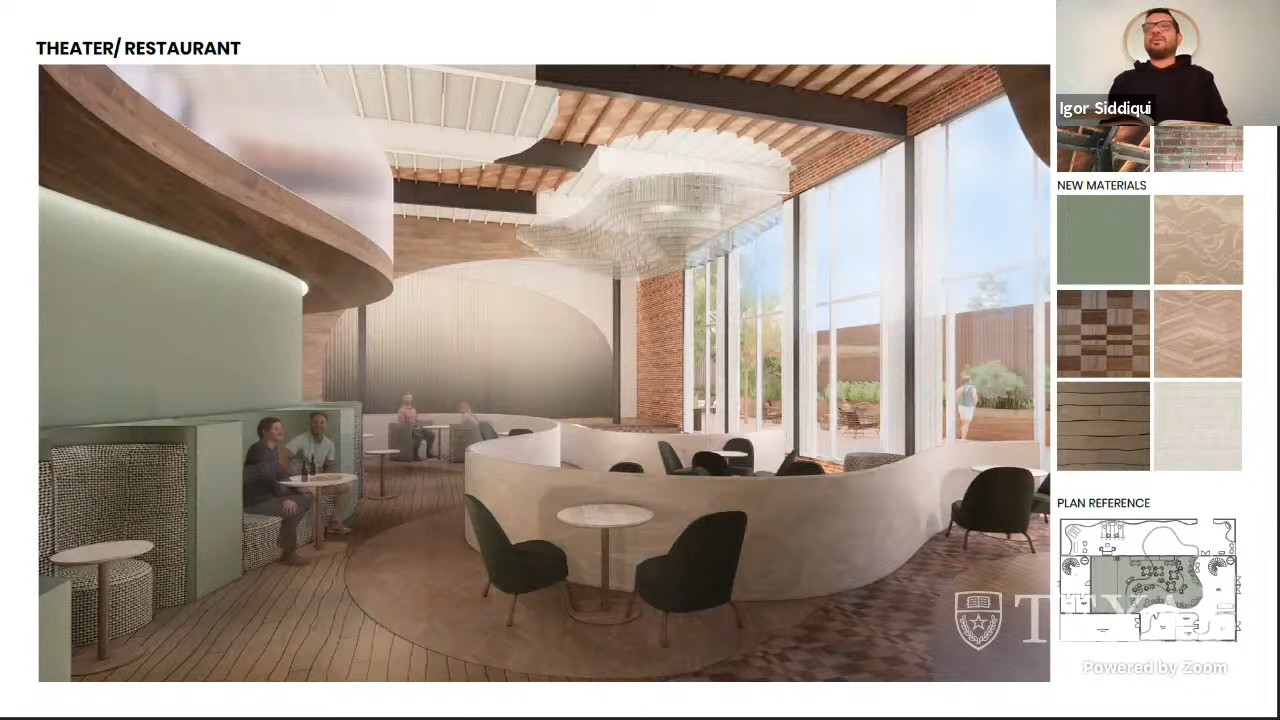 THEATER/ RESTAURANT
Igor Siddiqui
NEW MATERIALS
PLAN REFERENCE
Powered by Zoom